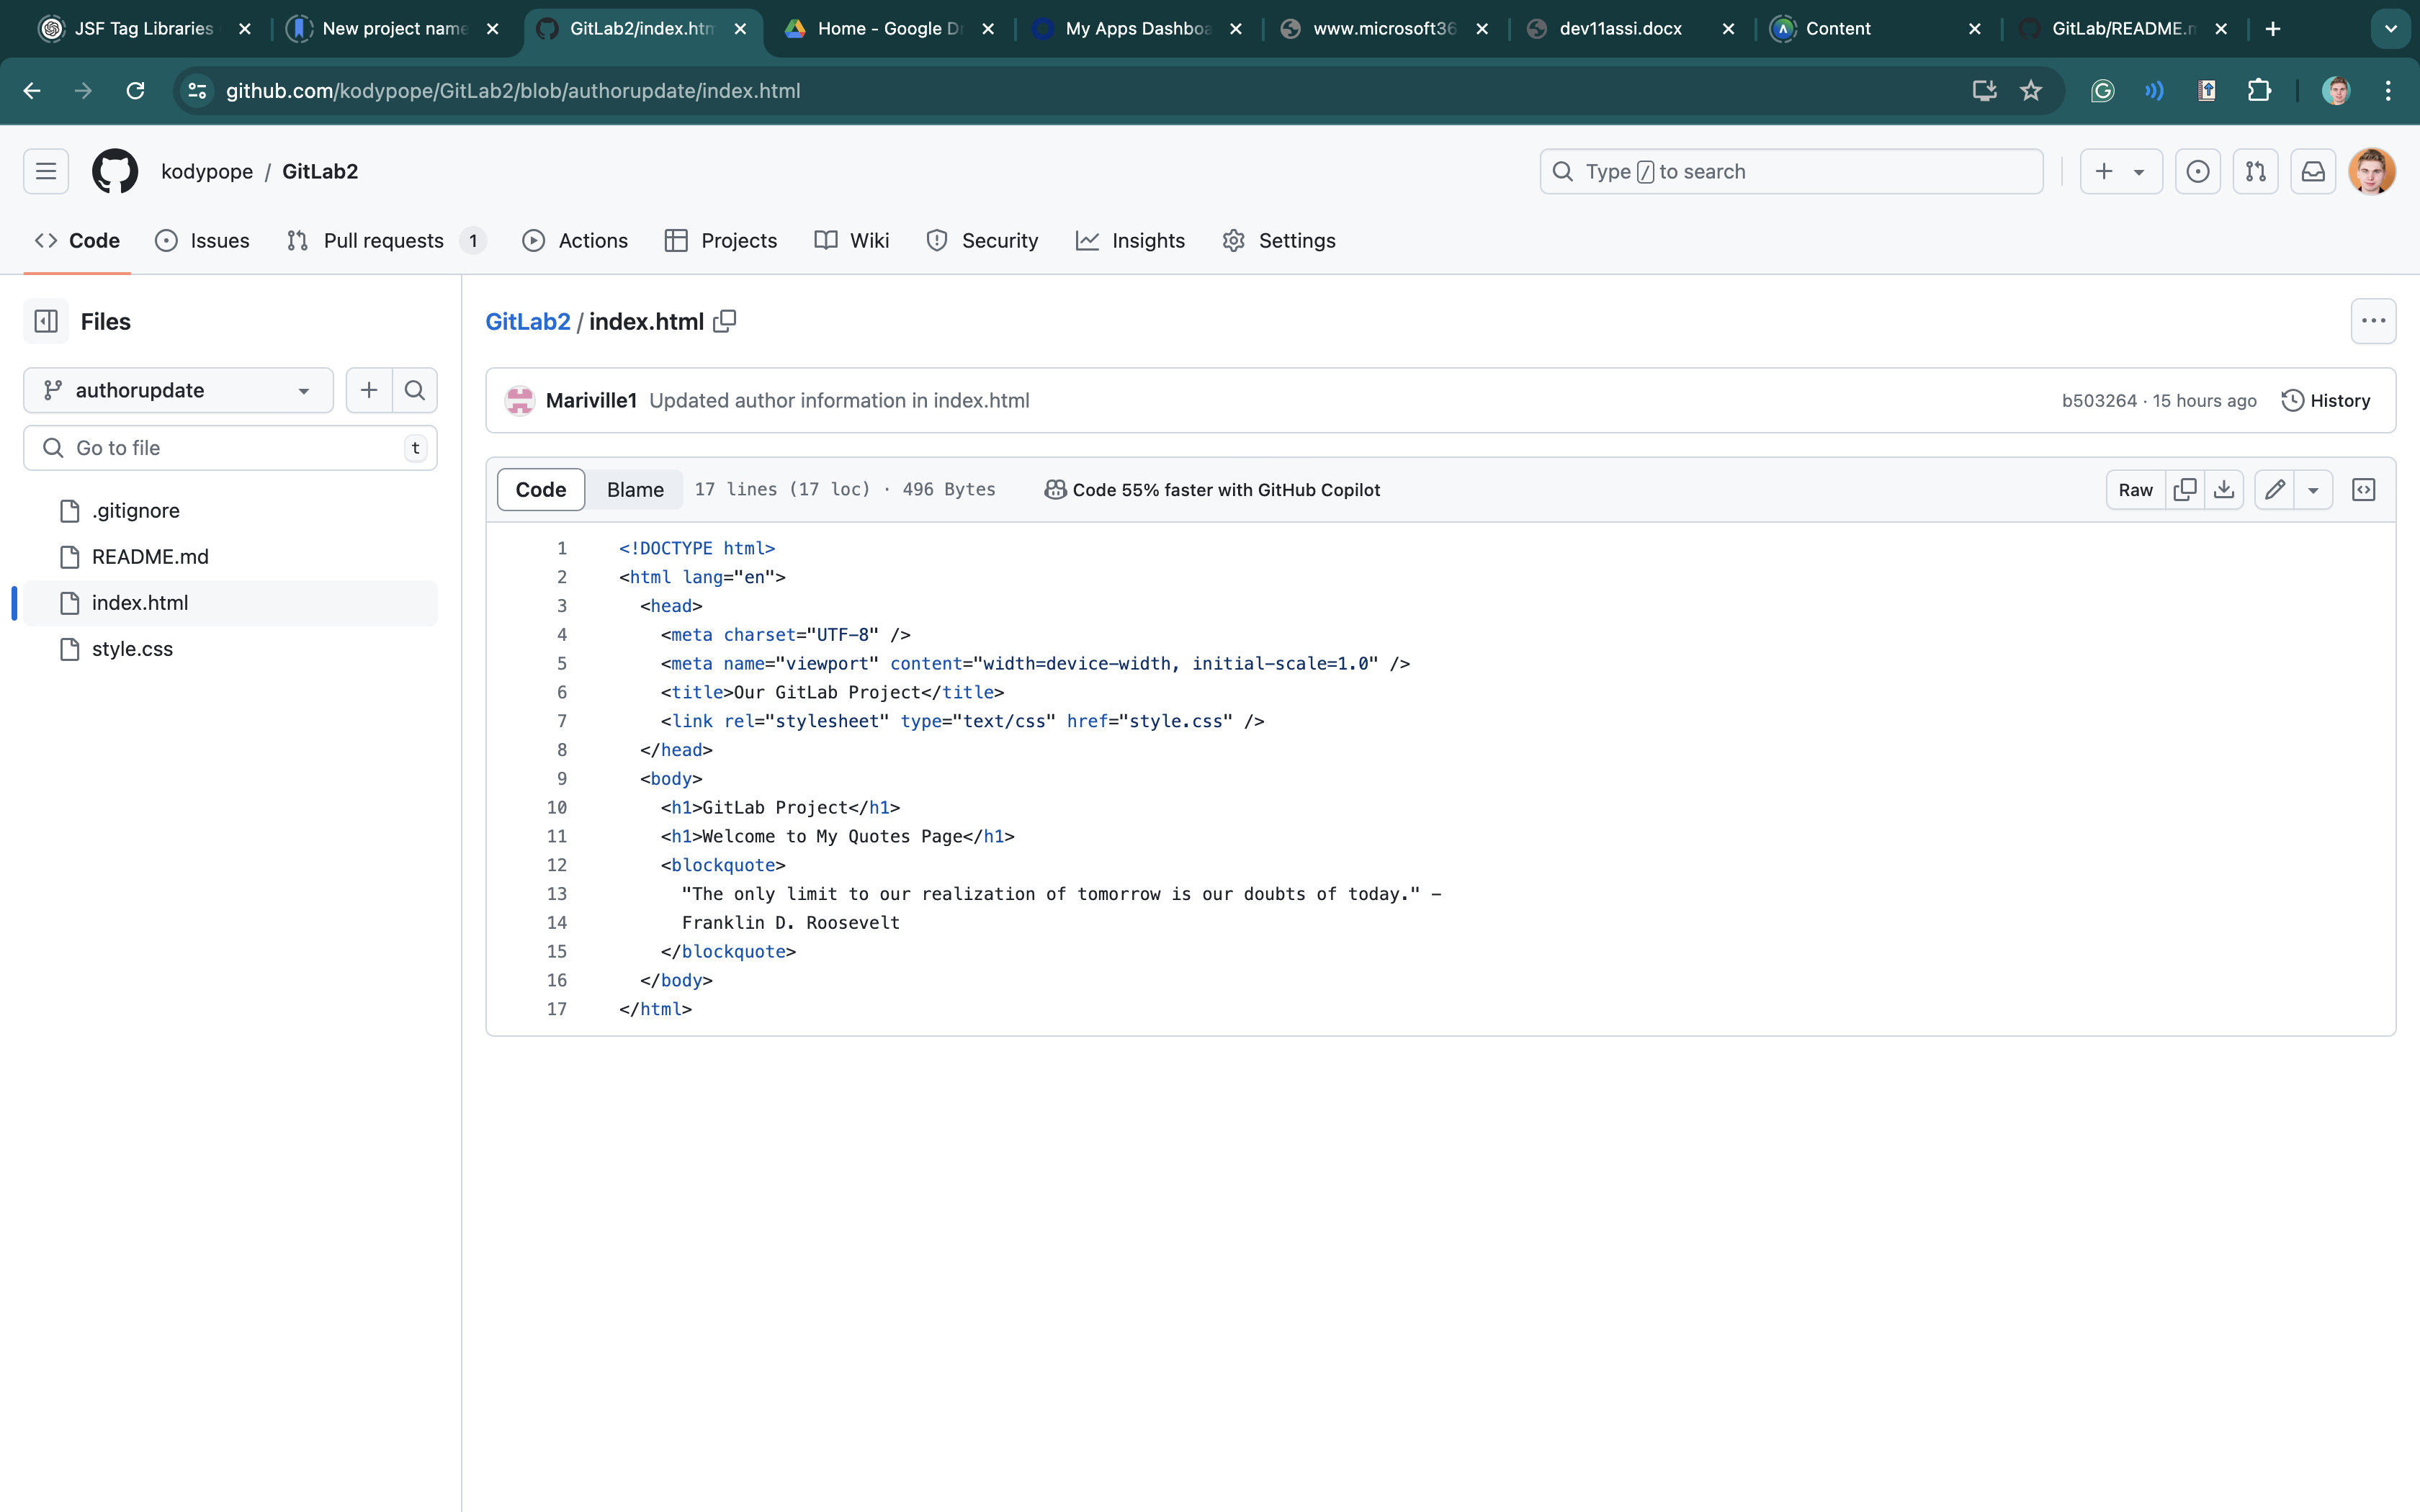 JSF Tag Libraries
New project name
GitLab2/index.htm
Home - Google Dr
My Apps Dashboa
www.microsoft36
dev11assi.docx
Content
GitLab/README.m
github.com/kodypope/GitLab2/blob/authorupdate/index.html
kodypope / GitLab2
Type / to search
Code
Issues
Pull requests 1
Actions
Projects
Wiki
Security
Insights
Settings
Files
authorupdate
Go to file
t
.gitignore
README.md
index.html
style.css
GitLab2 / index.html
Mariville1 Updated author information in index.html
b503264 · 15 hours ago
History
Code
Blame
17 lines (17 loc) · 496 Bytes
Code 55% faster with GitHub Copilot
Raw
1 <!DOCTYPE html>
2 <html lang="en">
3 <head>
4 <meta charset="UTF-8" />
5 <meta name="viewport" content="width=device-width, initial-scale=1.0" />
6 <title>Our GitLab Project</title>
7 <link rel="stylesheet" type="text/css" href="style.css" />
8 </head>
9 <body>
10 <h1>GitLab Project</h1>
11 <h1>Welcome to My Quotes Page</h1>
12 <blockquote>
13 "The only limit to our realization of tomorrow is our doubts of today." –
14 Franklin D. Roosevelt
15 </blockquote>
16 </body>
17 </html>